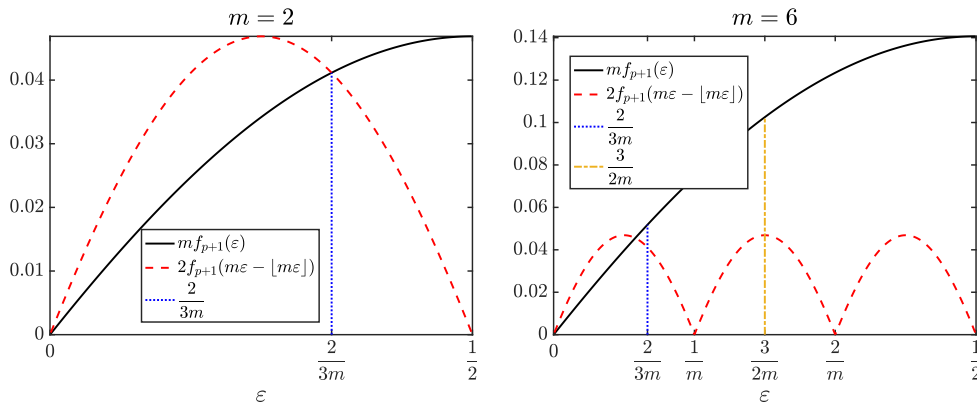 m = 2
0.04
0.03
0.02
0.01
0
mf_{p+1}(ε)
2f_{p+1}(mε − ⌊mε⌋)
2/3m
0
2/3m
1/2
ε
m = 6
0.14
0.12
0.1
0.08
0.06
0.04
0.02
0
mf_{p+1}(ε)
2f_{p+1}(mε − ⌊mε⌋)
2/3m
3/2m
0
2/3m
1/m
3/2m
2/m
1/2
ε